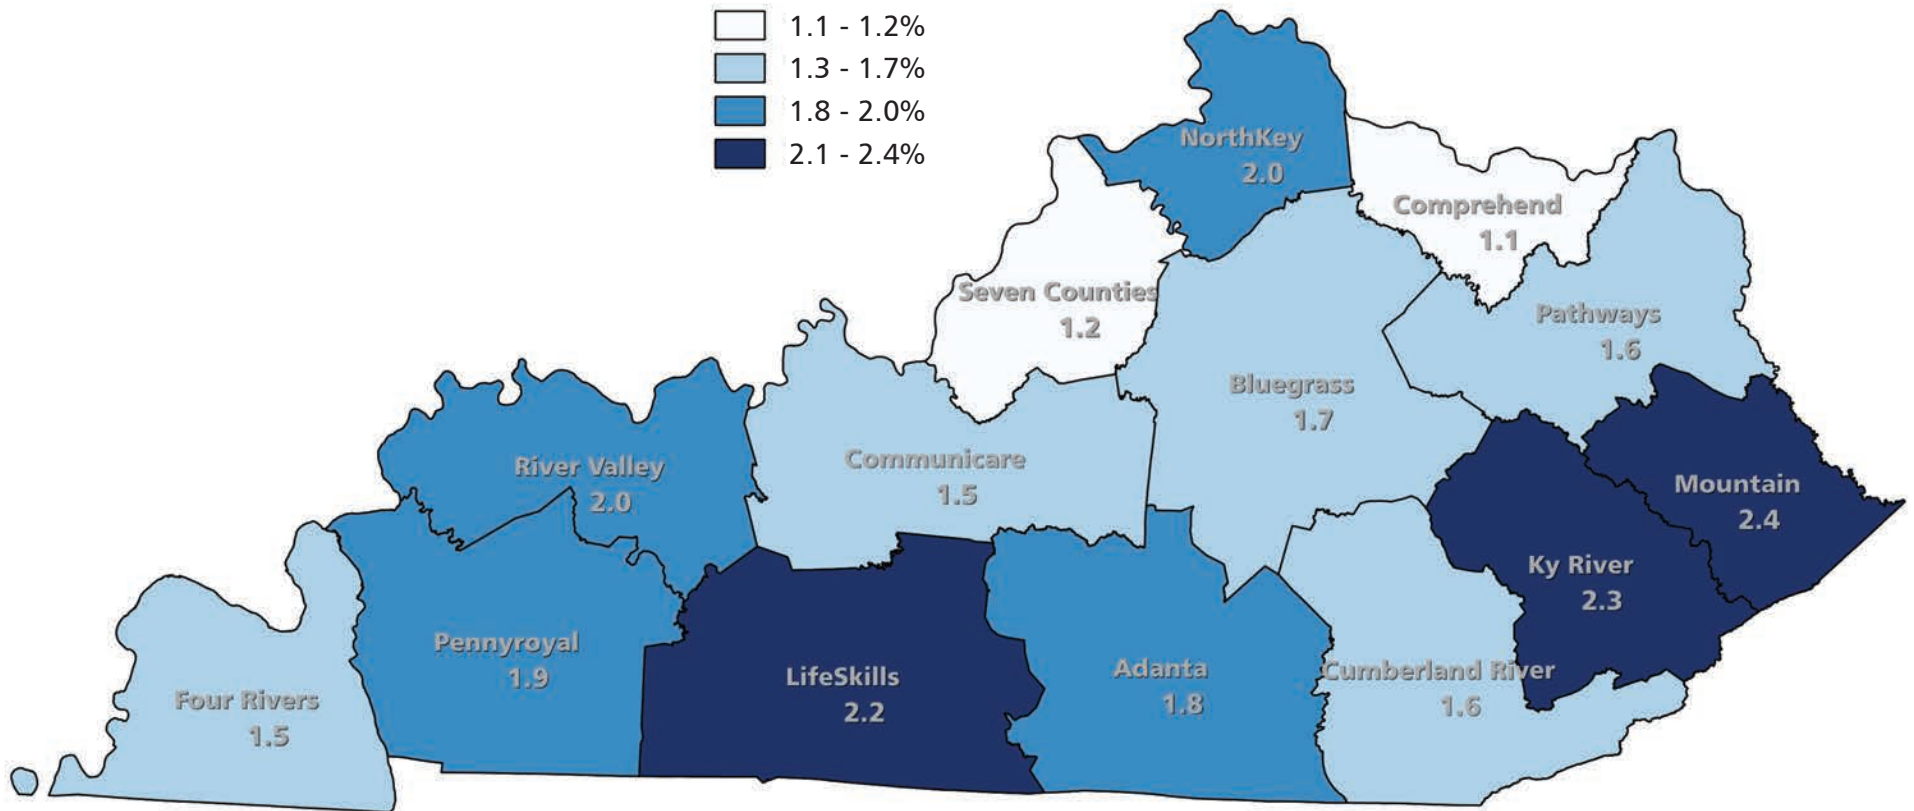 1.1 - 1.2%
1.3 - 1.7%
1.8 - 2.0%
2.1 - 2.4%
NorthKey
2.0
Comprehend
1.1
Seven Counties
1.2
Pathways
1.6
Bluegrass
1.7
River Valley
2.0
Communicare
1.5
Mountain
2.4
Ky River
2.3
Pennyroyal
1.9
LifeSkills
2.2
Adanta
1.8
Cumberland River
1.6
Four Rivers
1.5